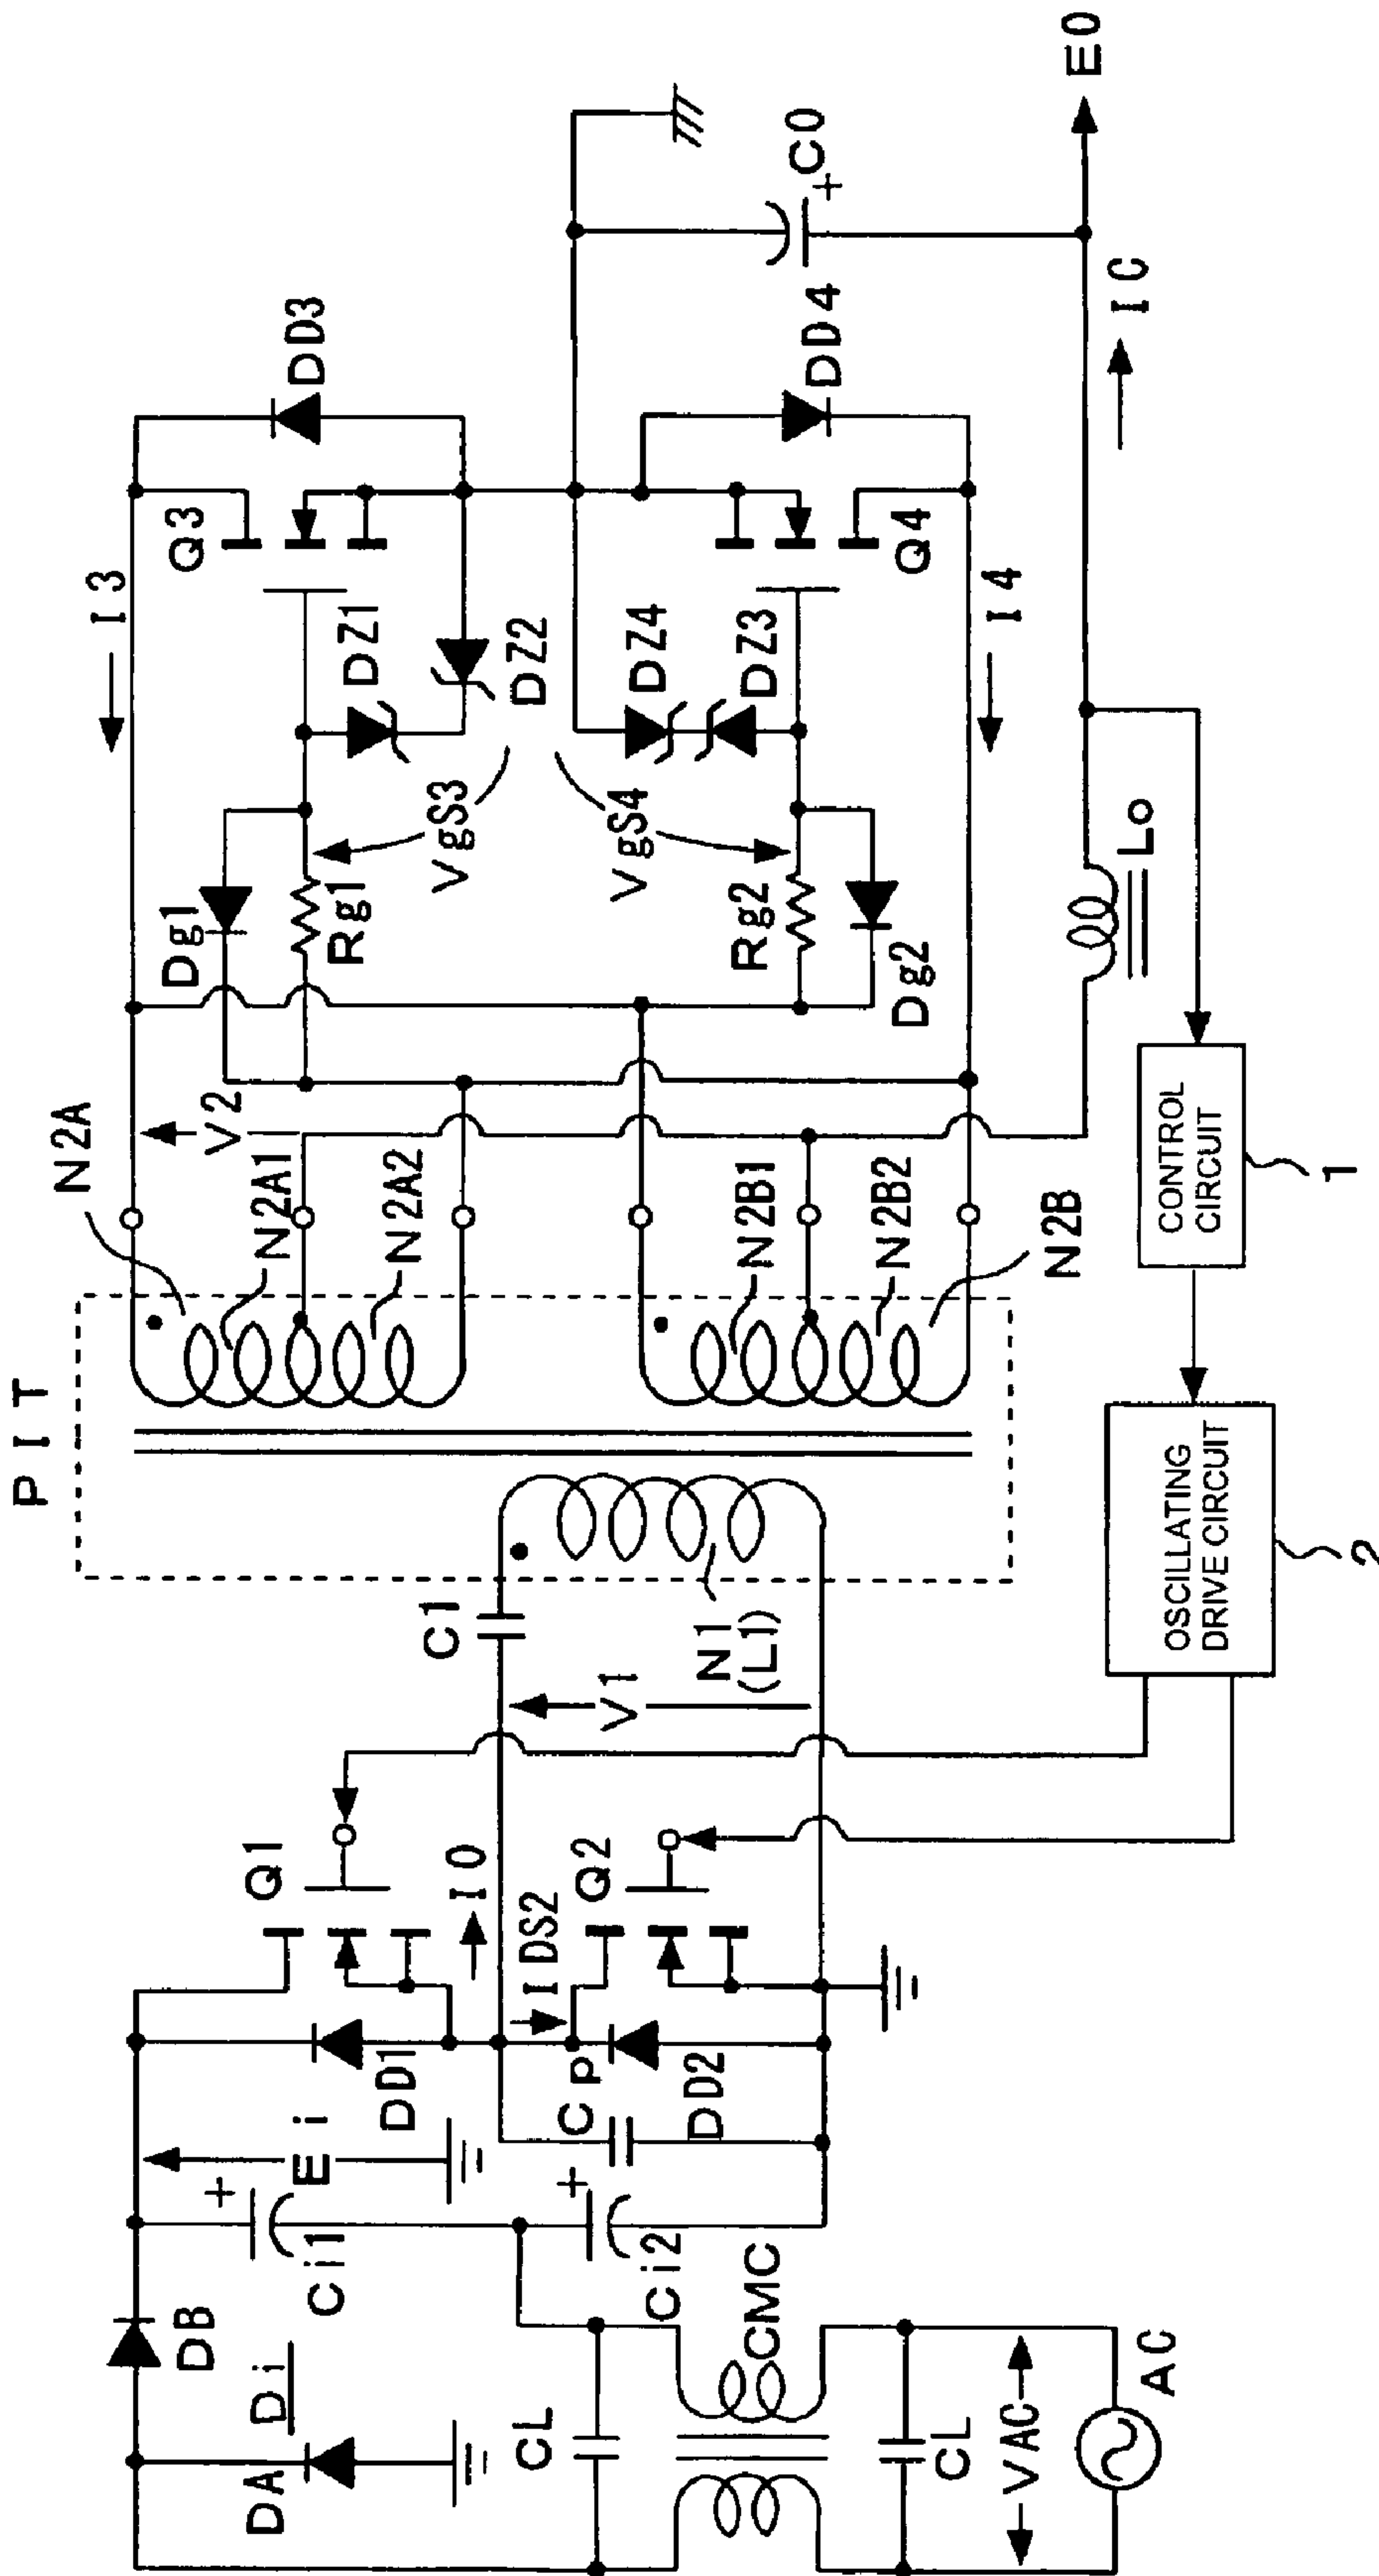 PIT
N2A
V2
N2A1
N2A2
N2B1
N2B2
N2B
Dg1
Rg1
I3
Q3
DD3
DZ1
DZ2
VgS3
VgS4
DZ4
DZ3
Rg2
Dg2
Q4
DD4
I4
C0
+
E0
IC
Lo
CONTROL
CIRCUIT
1
OSCILLATING
DRIVE CIRCUIT
2
C1
N1
(L1)
V1
Q1
I0
IDS2
Q2
DD1
Cp
DD2
Ei
+
Ci1
+
Ci2
DB
Di
DA
CL
CMC
CL
VAC
AC